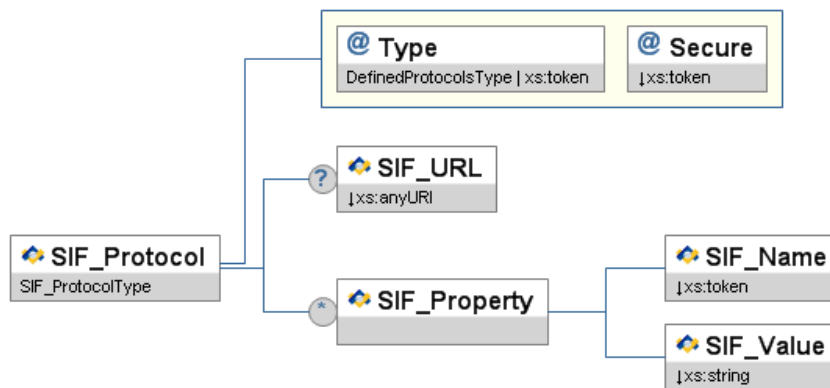 @ Type
DefinedProtocolsType | xs:token
@ Secure
↓xs:token
?
SIF_URL
↓xs:anyURI
SIF_Protocol
SIF_ProtocolType
*
SIF_Property
SIF_Name
↓xs:token
SIF_Value
↓xs:string